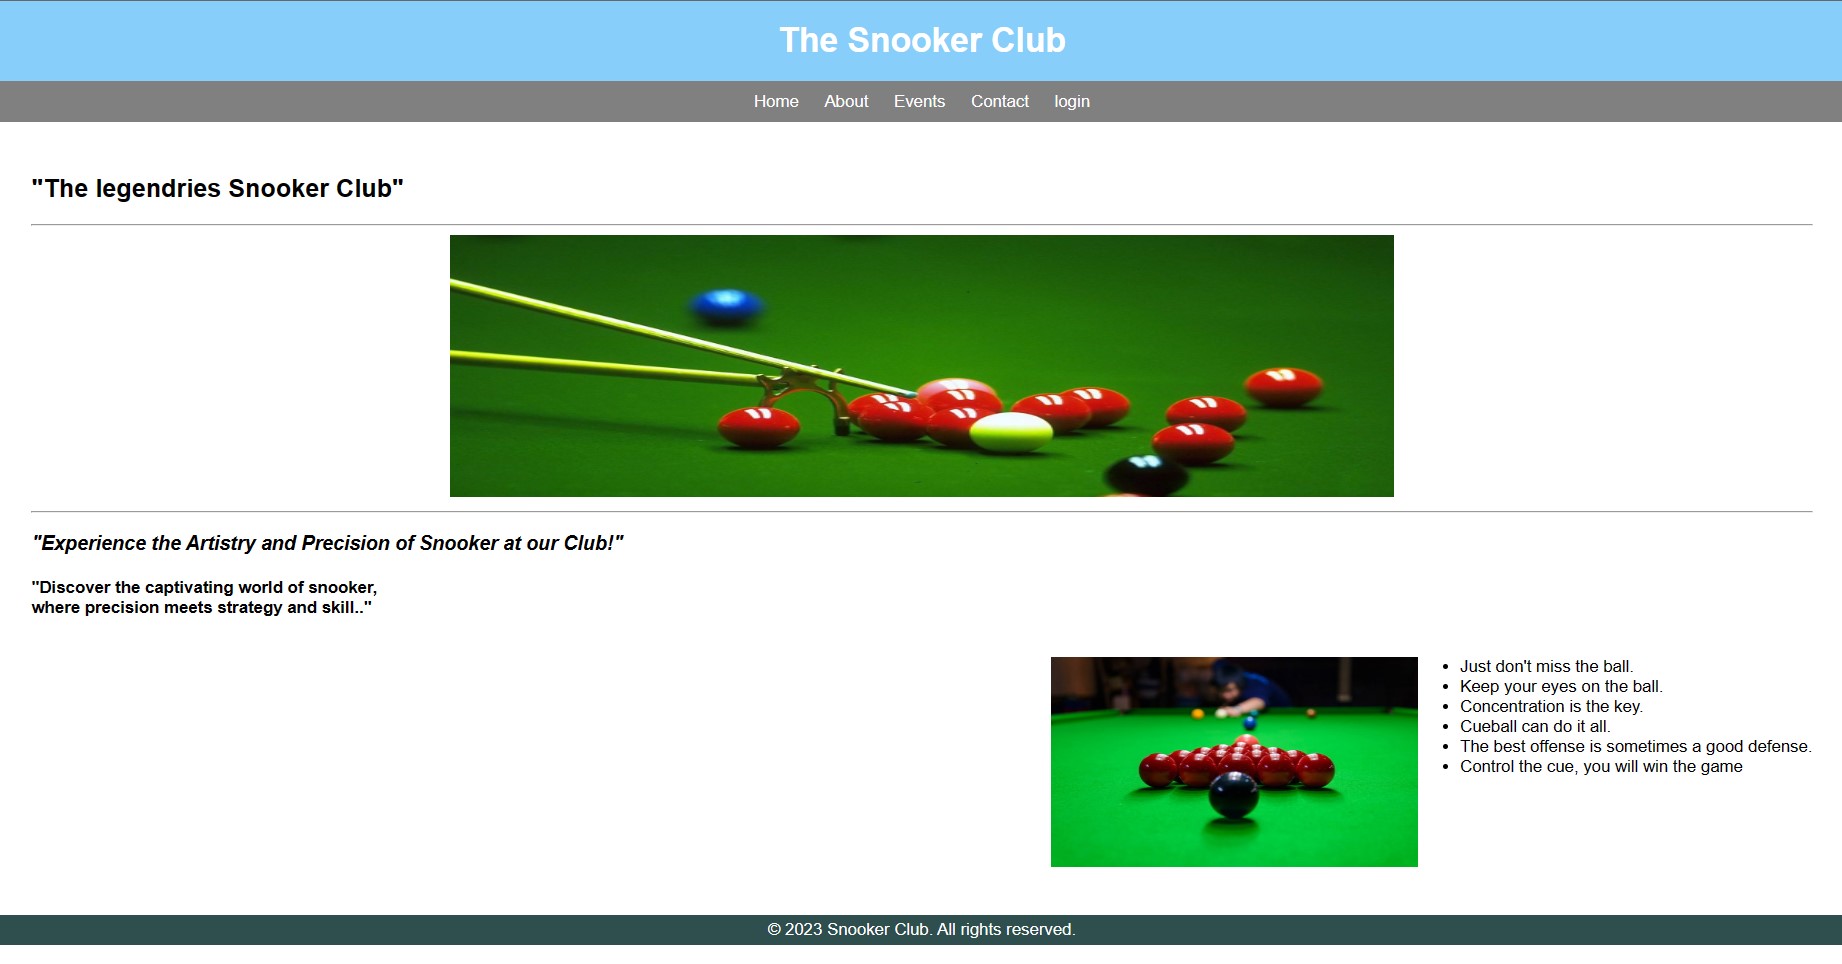 The Snooker Club
Home About Events Contact login
"The legendries Snooker Club"
"Experience the Artistry and Precision of Snooker at our Club!"
"Discover the captivating world of snooker,
where precision meets strategy and skill.."
Just don't miss the ball.
Keep your eyes on the ball.
Concentration is the key.
Cueball can do it all.
The best offense is sometimes a good defense.
Control the cue, you will win the game
© 2023 Snooker Club. All rights reserved.